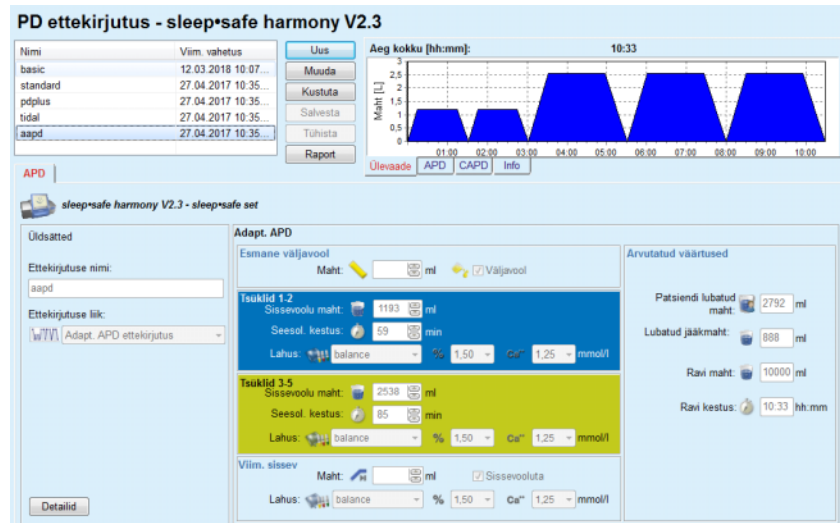 PD ettekirjutus - sleep•safe harmony V2.3
Nimi Viim. vahetus
basic 12.03.2018 10:07...
standard 27.04.2017 10:35...
pdplus 27.04.2017 10:35...
tidal 27.04.2017 10:35...
aapd 27.04.2017 10:35...
Uus
Muuda
Kustuta
Salvesta
Tühista
Raport
Aeg kokku [hh:mm]: 10:33
Maht [L]
3
2,5
2
1,5
1
0,5
0
01:00 02:00 03:00 04:00 05:00 06:00 07:00 08:00 09:00 10:00
Ülevaade APD CAPD Info
APD
sleep•safe harmony V2.3 - sleep•safe set
Üldsätted
Ettekirjutuse nimi:
aapd
Ettekirjutuse liik:
Adapt. APD ettekirjutus
Detailid
Adapt. APD
Esmane väljavool
Maht: ml Väljavool
Tsüklid 1-2
Sissevoolu maht: 1193 ml
Seesol. kestus: 59 min
Lahus: balance % 1,50 Ca⁺⁺ 1,25 mmol/l
Tsüklid 3-5
Sissevoolu maht: 2538 ml
Seesol. kestus: 85 min
Lahus: balance % 1,50 Ca⁺⁺ 1,25 mmol/l
Viim. sissev
Maht: ml Sissevooluta
Lahus: balance % 1,50 Ca⁺⁺ 1,25 mmol/l
Arvutatud väärtused
Patsiendi lubatud
maht: 2792 ml
Lubatud jääkmaht: 888 ml
Ravi maht: 10000 ml
Ravi kestus: 10:33 hh:mm